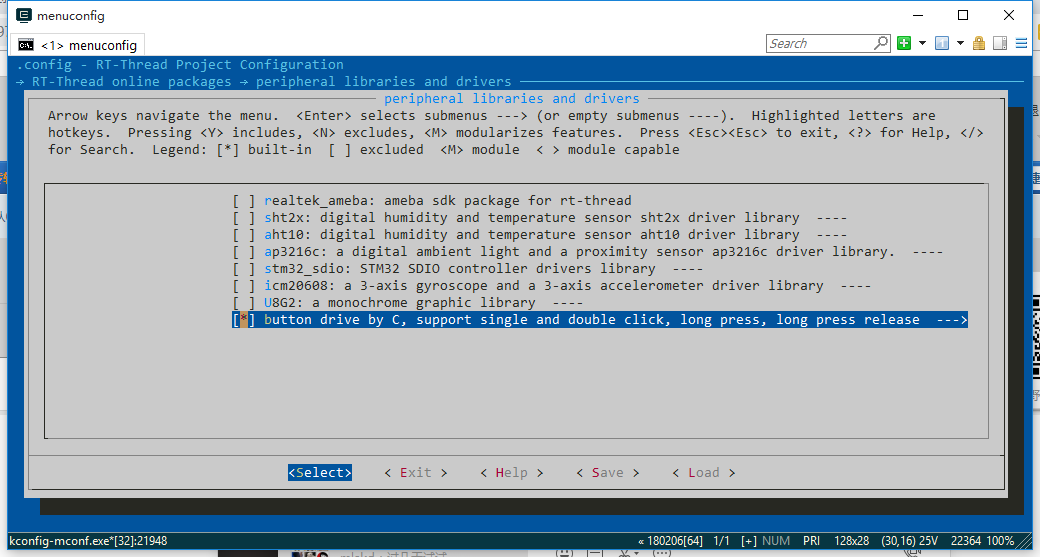 menuconfig
<1> menuconfig
Search
.config - RT-Thread Project Configuration
→ RT-Thread online packages → peripheral libraries and drivers
peripheral libraries and drivers
Arrow keys navigate the menu.  <Enter> selects submenus ---> (or empty submenus ----).  Highlighted letters are
hotkeys.  Pressing <Y> includes, <N> excludes, <M> modularizes features.  Press <Esc><Esc> to exit, <?> for Help, </>
for Search.  Legend: [*] built-in  [ ] excluded  <M> module  < > module capable
[ ] realtek_ameba: ameba sdk package for rt-thread
[ ] sht2x: digital humidity and temperature sensor sht2x driver library  ----
[ ] aht10: digital humidity and temperature sensor aht10 driver library  ----
[ ] ap3216c: a digital ambient light and a proximity sensor ap3216c driver library.  ----
[ ] stm32_sdio: STM32 SDIO controller drivers library  ----
[ ] icm20608: a 3-axis gyroscope and a 3-axis accelerometer driver library  ----
[ ] U8G2: a monochrome graphic library  ----
[*] button drive by C, support single and double click, long press, long press release  --->
<Select>    < Exit >    < Help >    < Save >    < Load >
kconfig-mconf.exe*[32]:21948    « 180206[64]  1/1  [+] NUM  PRI  128x28  (30,16) 25V  22364 100%